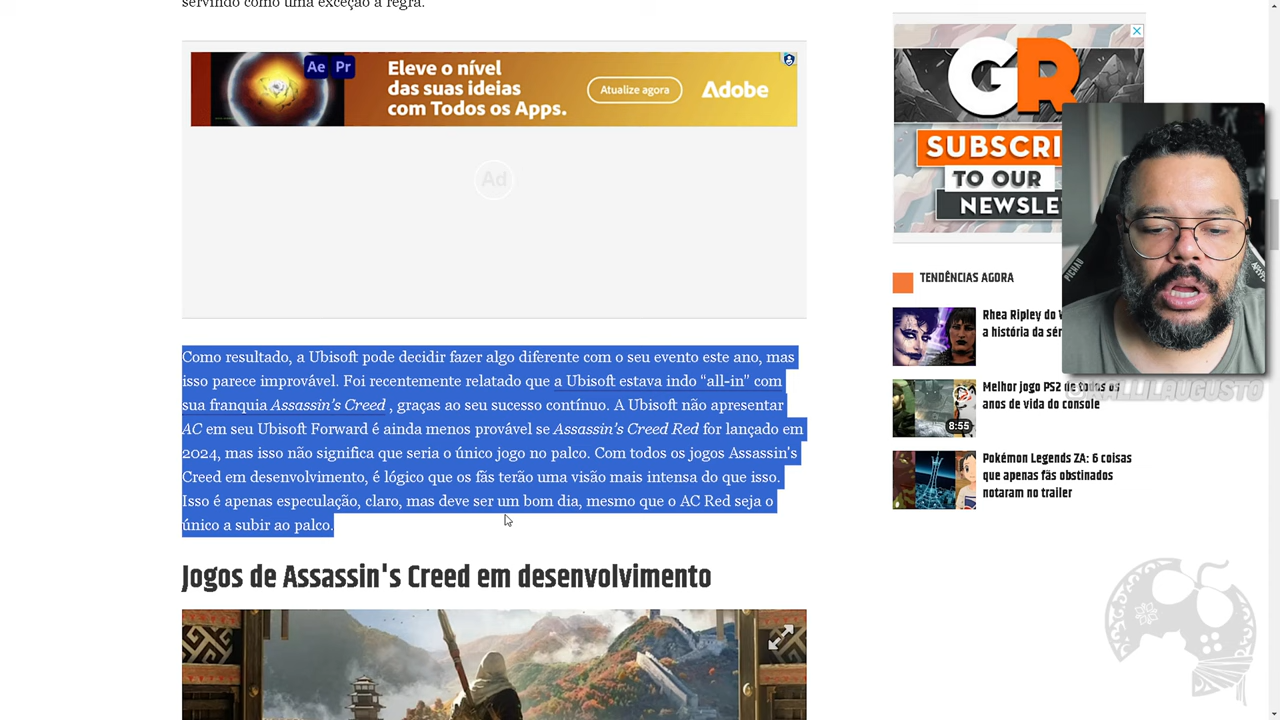 servindo como uma exceção à regra.
Ae Pr
Eleve o nível
das suas ideias
com Todos os Apps.
Atualize agora
Adobe
Ad
Como resultado, a Ubisoft pode decidir fazer algo diferente com o seu evento este ano, mas
isso parece improvável. Foi recentemente relatado que a Ubisoft estava indo “all-in” com
sua franquia Assassin’s Creed , graças ao seu sucesso contínuo. A Ubisoft não apresentar
AC em seu Ubisoft Forward é ainda menos provável se Assassin’s Creed Red for lançado em
2024, mas isso não significa que seria o único jogo no palco. Com todos os jogos Assassin’s
Creed em desenvolvimento, é lógico que os fãs terão uma visão mais intensa do que isso.
Isso é apenas especulação, claro, mas deve ser um bom dia, mesmo que o AC Red seja o
único a subir ao palco.
Jogos de Assassin's Creed em desenvolvimento
GR
SUBSCRI
TO OUR
NEWSLE
PICHAU
TENDÊNCIAS AGORA
Rhea Ripley do
a história da sér
Melhor jogo PS2 de todos os
anos de vida do console
8:55
Pokémon Legends ZA: 6 coisas
que apenas fãs obstinados
notaram no trailer